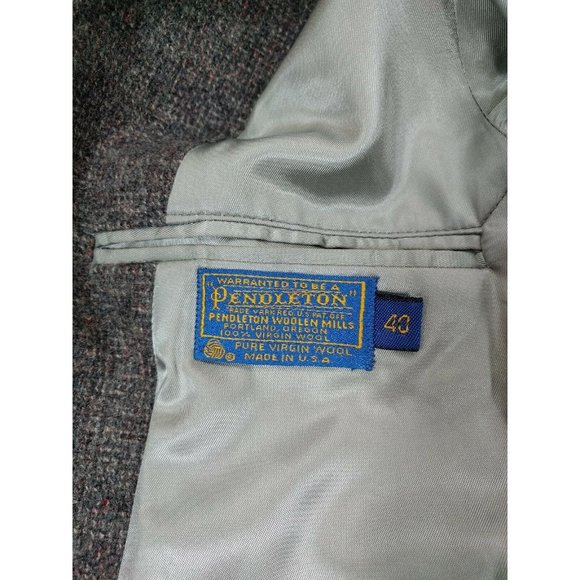 WARRANTED TO BE A
"PENDLETON"
TRADE MARK REG. U.S. PAT. OFF.
PENDLETON WOOLEN MILLS
PORTLAND, OREGON
100% VIRGIN WOOL
PURE VIRGIN WOOL
MADE IN U.S.A.
40